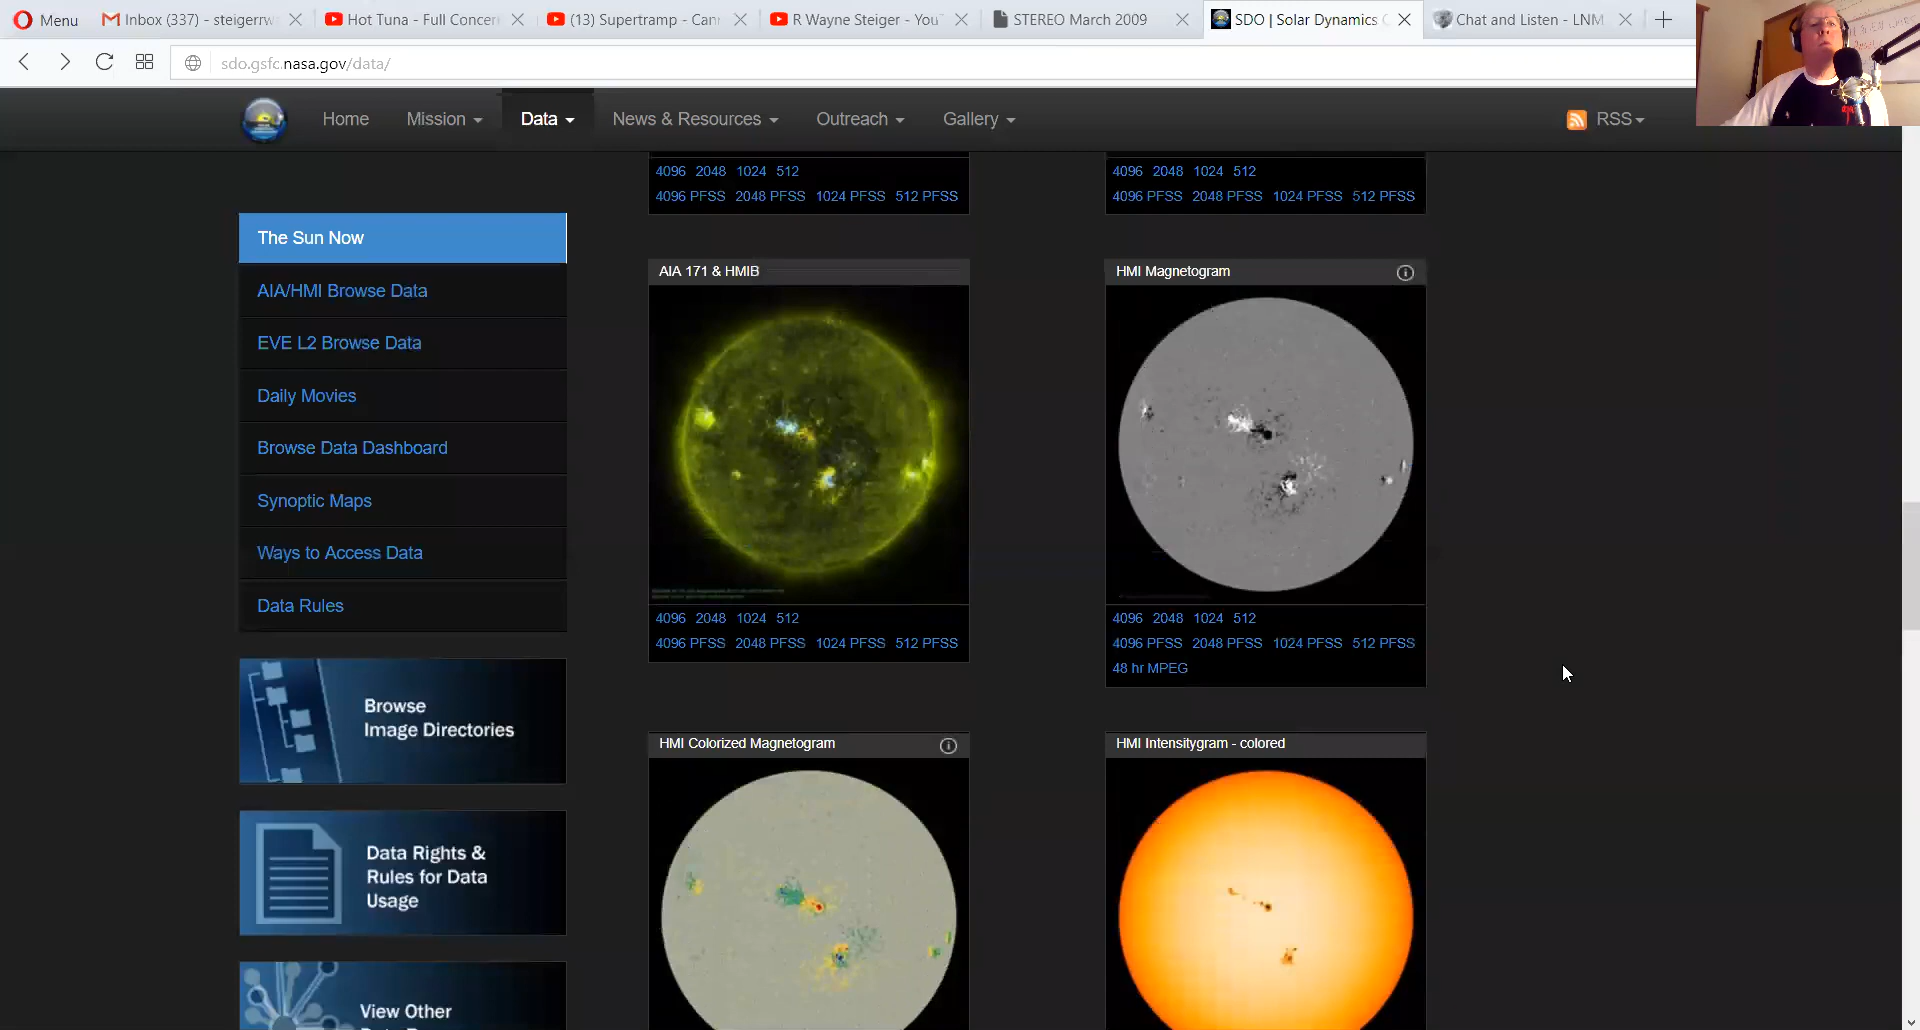 Menu
Inbox (337) - steigerrw
Hot Tuna - Full Concer
(13) Supertramp - Can
R Wayne Steiger - You
STEREO March 2009
SDO | Solar Dynamics
Chat and Listen - LNM
sdo.gsfc.nasa.gov/data/
Home
Mission
Data
News & Resources
Outreach
Gallery
RSS
4096 2048 1024 512
4096 PFSS 2048 PFSS 1024 PFSS 512 PFSS
4096 2048 1024 512
4096 PFSS 2048 PFSS 1024 PFSS 512 PFSS
The Sun Now
AIA/HMI Browse Data
EVE L2 Browse Data
Daily Movies
Browse Data Dashboard
Synoptic Maps
Ways to Access Data
Data Rules
Browse
Image Directories
Data Rights &
Rules for Data
Usage
View Other
AIA 171 & HMIB
4096 2048 1024 512
4096 PFSS 2048 PFSS 1024 PFSS 512 PFSS
HMI Magnetogram
4096 2048 1024 512
4096 PFSS 2048 PFSS 1024 PFSS 512 PFSS
48 hr MPEG
HMI Colorized Magnetogram
HMI Intensitygram - colored